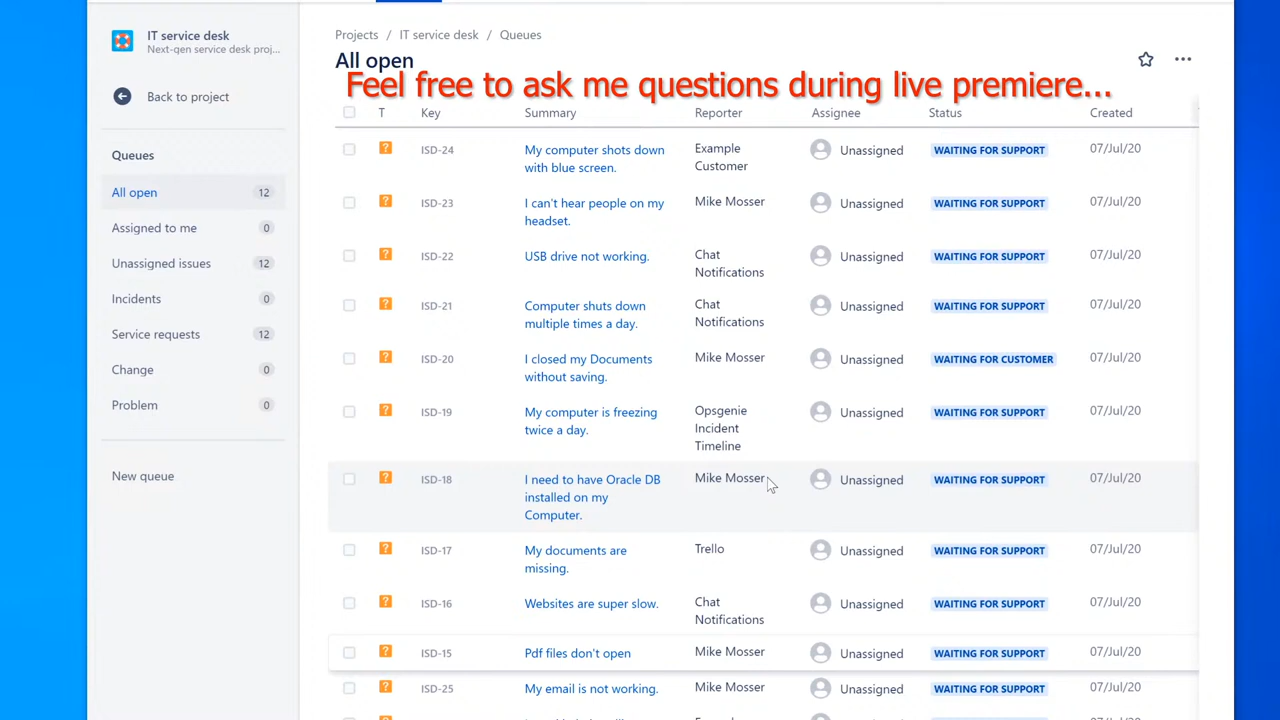 IT service desk
Next-gen service desk proj...
Back to project
Queues
All open 12
Assigned to me 0
Unassigned issues 12
Incidents 0
Service requests 12
Change 0
Problem 0
New queue
Projects / IT service desk / Queues
All open
Feel free to ask me questions during live premiere...
T Key Summary Reporter Assignee Status Created
? ISD-24 My computer shots down Example Unassigned WAITING FOR SUPPORT 07/Jul/20
with blue screen. Customer
? ISD-23 I can't hear people on my Mike Mosser Unassigned WAITING FOR SUPPORT 07/Jul/20
headset.
? ISD-22 USB drive not working. Chat Unassigned WAITING FOR SUPPORT 07/Jul/20
Notifications
? ISD-21 Computer shuts down Chat Unassigned WAITING FOR SUPPORT 07/Jul/20
multiple times a day. Notifications
? ISD-20 I closed my Documents Mike Mosser Unassigned WAITING FOR CUSTOMER 07/Jul/20
without saving.
? ISD-19 My computer is freezing Opsgenie Unassigned WAITING FOR SUPPORT 07/Jul/20
twice a day. Incident
Timeline
? ISD-18 I need to have Oracle DB Mike Mosser Unassigned WAITING FOR SUPPORT 07/Jul/20
installed on my
Computer.
? ISD-17 My documents are Trello Unassigned WAITING FOR SUPPORT 07/Jul/20
missing.
? ISD-16 Websites are super slow. Chat Unassigned WAITING FOR SUPPORT 07/Jul/20
Notifications
? ISD-15 Pdf files don't open Mike Mosser Unassigned WAITING FOR SUPPORT 07/Jul/20
? ISD-25 My email is not working. Mike Mosser Unassigned WAITING FOR SUPPORT 07/Jul/20